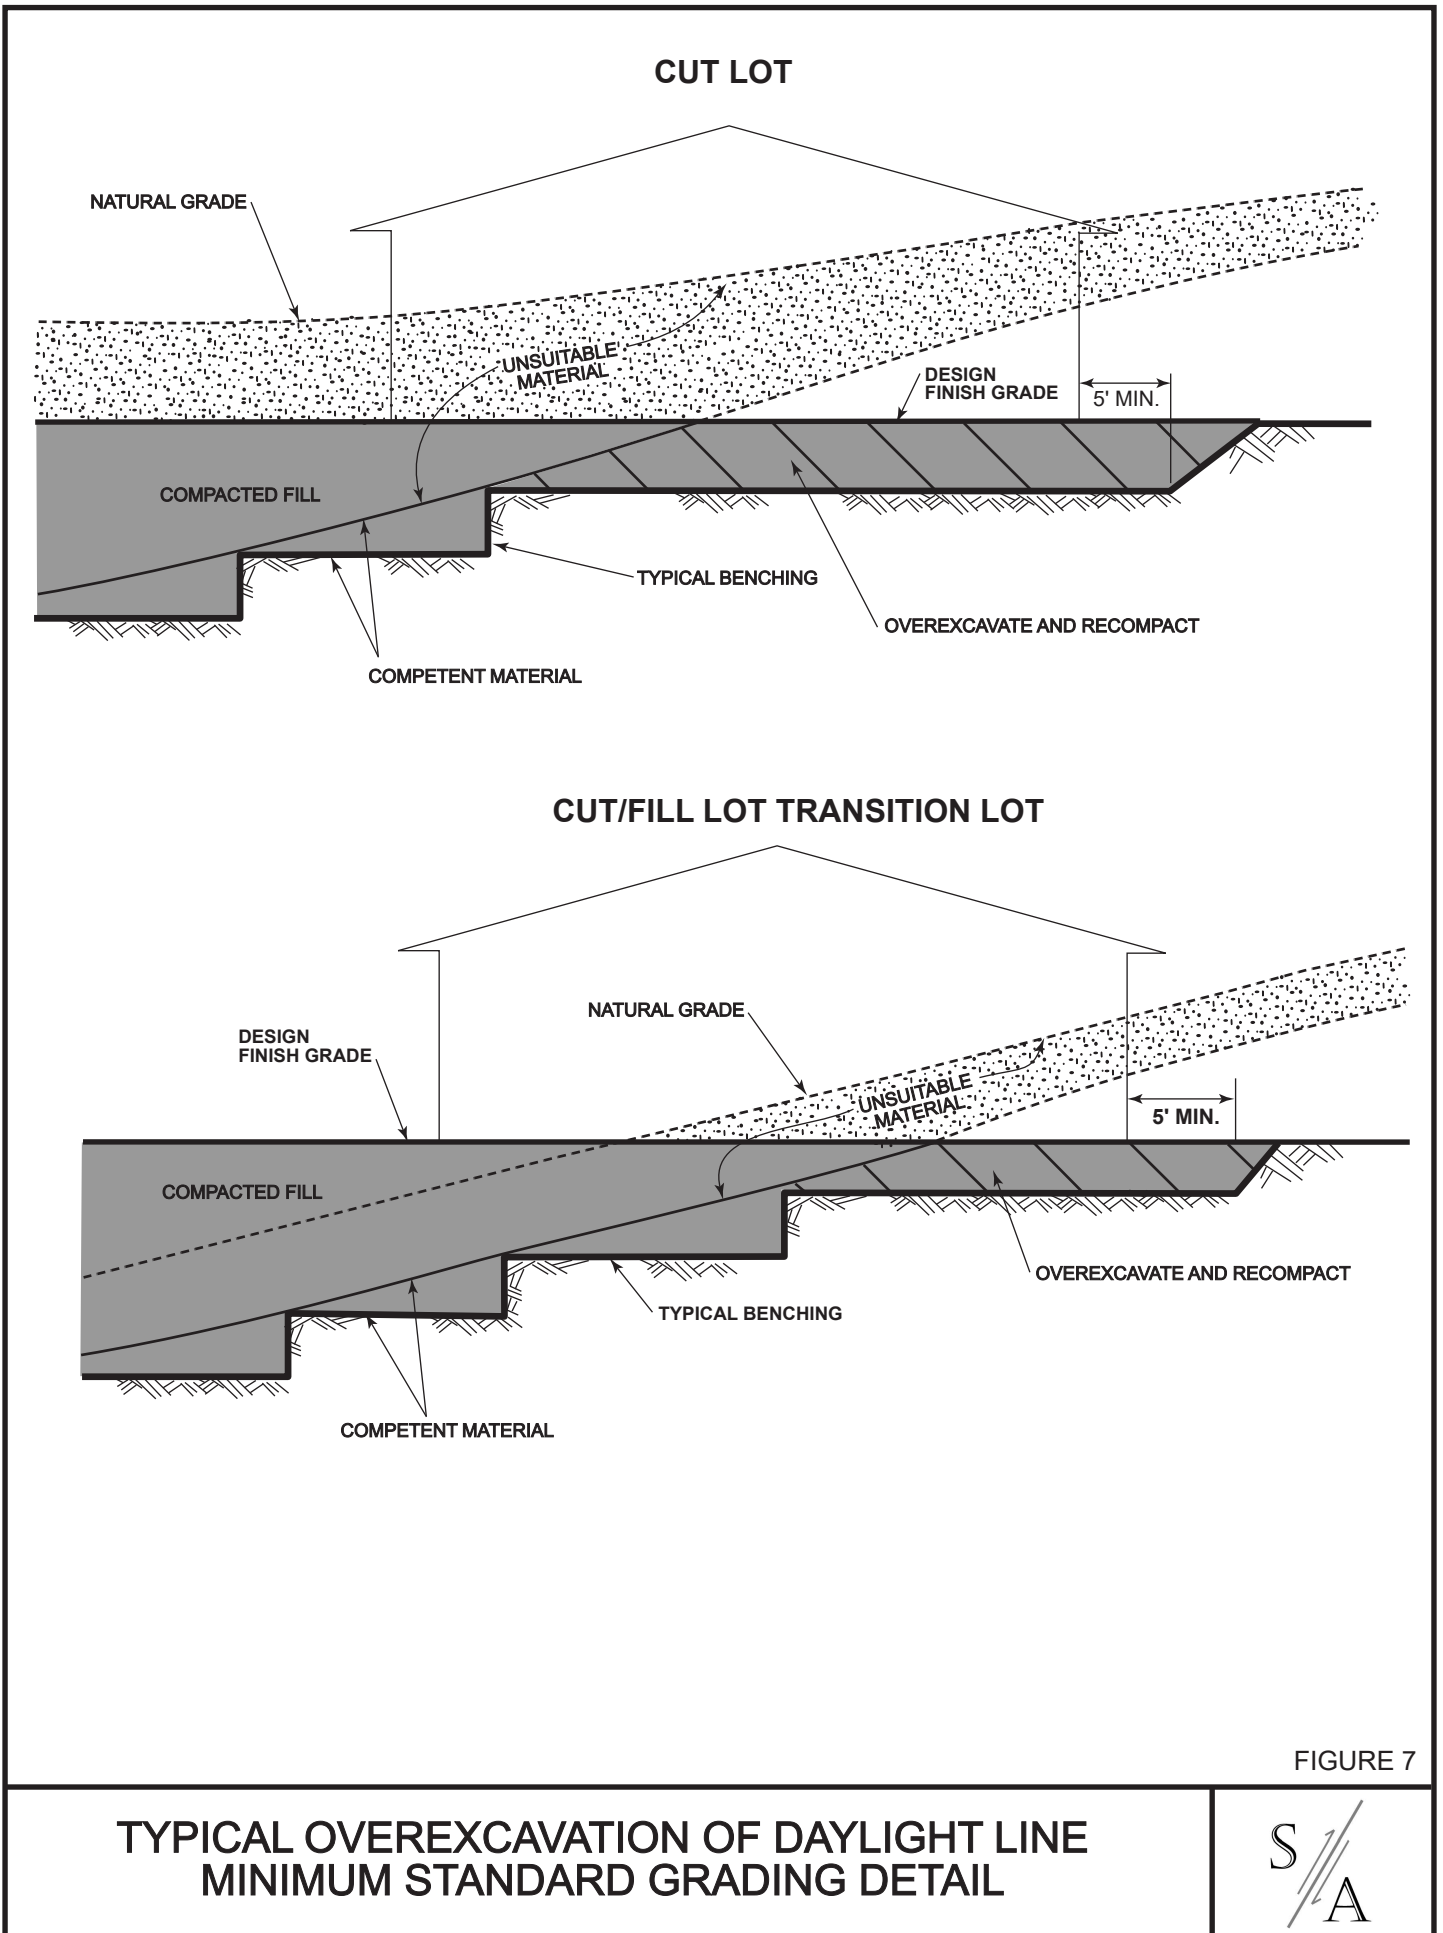 CUT LOT
NATURAL GRADE
UNSUITABLE
MATERIAL
DESIGN
FINISH GRADE
5' MIN.
COMPACTED FILL
TYPICAL BENCHING
OVEREXCAVATE AND RECOMPACT
COMPETENT MATERIAL
CUT/FILL LOT TRANSITION LOT
NATURAL GRADE
DESIGN
FINISH GRADE
UNSUITABLE
MATERIAL
5' MIN.
COMPACTED FILL
OVEREXCAVATE AND RECOMPACT
TYPICAL BENCHING
COMPETENT MATERIAL
FIGURE 7
TYPICAL OVEREXCAVATION OF DAYLIGHT LINE
MINIMUM STANDARD GRADING DETAIL
S
A